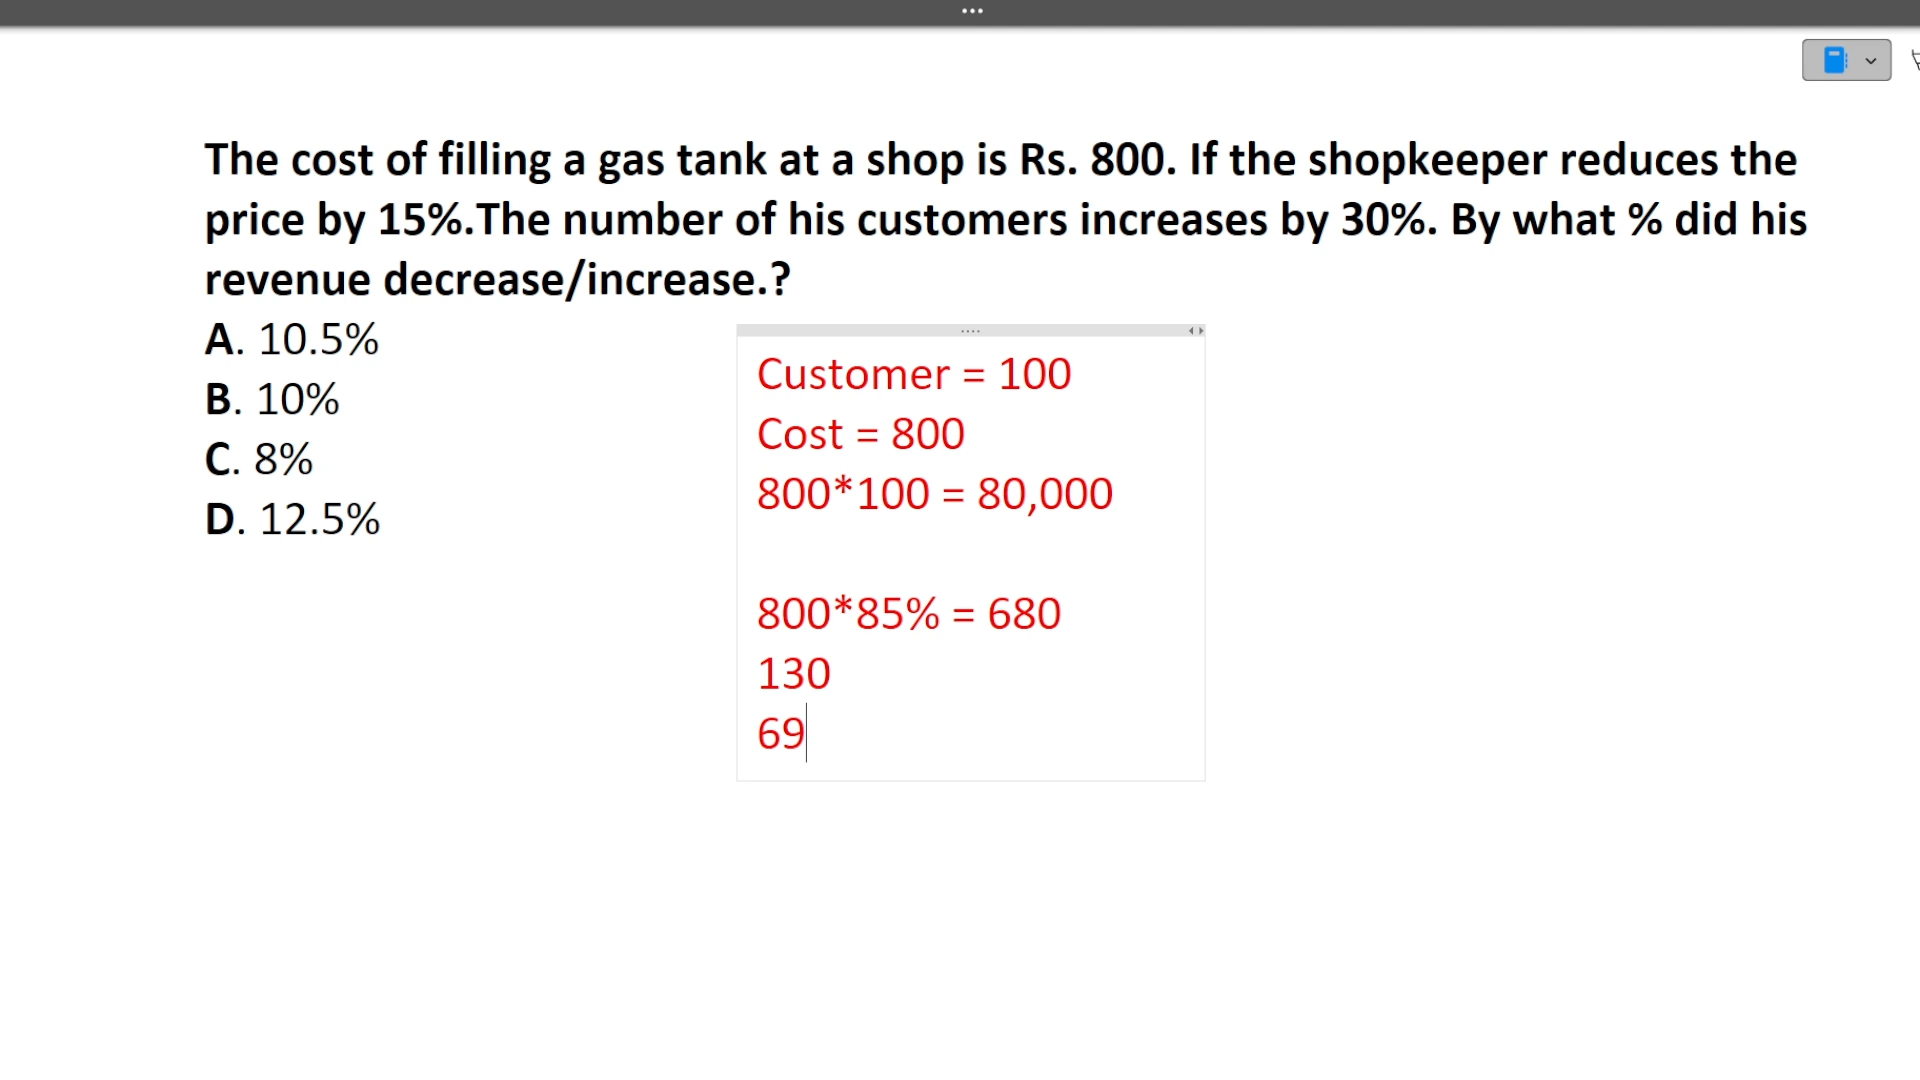 The cost of filling a gas tank at a shop is Rs. 800. If the shopkeeper reduces the
price by 15%.The number of his customers increases by 30%. By what % did his
revenue decrease/increase.?
A. 10.5%
B. 10%
C. 8%
D. 12.5%
Customer = 100
Cost = 800
800*100 = 80,000
800*85% = 680
130
69